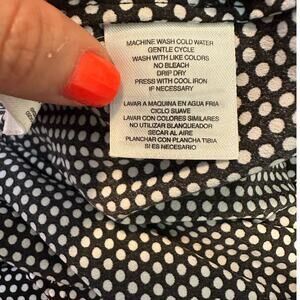 MACHINE WASH COLD WATER
GENTLE CYCLE
WASH WITH LIKE COLORS
NO BLEACH
DRIP DRY
PRESS WITH COOL IRON
IF NECESSARY
LAVAR A MAQUINA EN AGUA FRIA
CICLO SUAVE
LAVAR CON COLORES SIMILARES
NO UTILIZAR BLANQUEADOR
SECAR AL AIRE
PLANCHAR CON PLANCHA TIBIA
SI ES NECESARIO